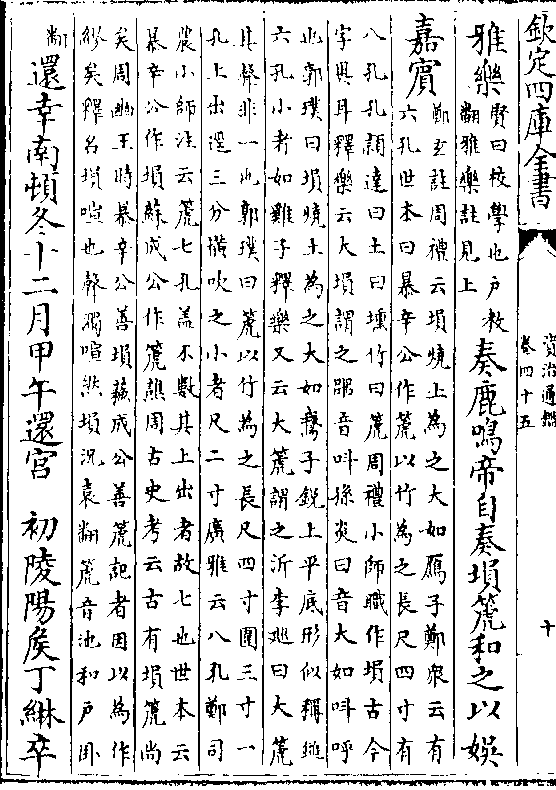 欽定四庫全書
資治通鑑
卷四十五
十
雅樂賢曰校學也戸教
翻雅樂註見上奏鹿鳴帝自奏塤篪和之以娯
嘉賓鄭玄註周禮云塤燒土為之大如鴈子鄭衆云有
六孔世本曰暴辛公作篪以竹為之長尺四寸有
八孔孔穎達曰土曰壎竹曰篪周禮小師職作塤古今
字異耳釋樂云大塤謂之嘂音叫孫炎曰音大如叫呼
也郭璞曰塤燒土為之大如鵞子鋭上平底形似稱錘
六孔小者如雞子釋樂又云大篪謂之沂李廵曰大篪
其聲非一也郭璞曰篪以竹為之長尺四寸圍三寸一
孔上出逕三分横吹之小者尺二寸廣雅云八孔鄭司
農小師注云篪七孔蓋不數其上出者故七也世本云
暴辛公作塤蘇成公作篪譙周古史考云古有塤篪尚
矣周幽王時暴辛公善塤蘇成公善篪記者因以為作
繆矣釋名塤喧也聲濁喧然塤況袁翻篪音池和戸卧
翻還幸南頓冬十二月甲午還宫 初陵陽矦丁綝卒